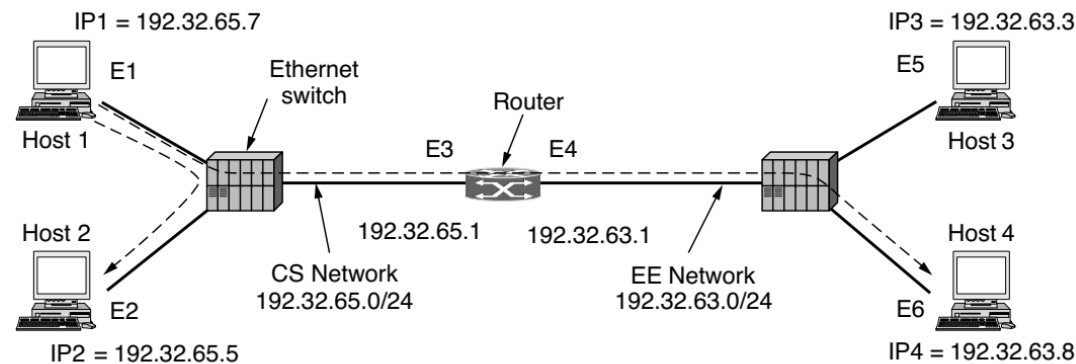 IP1 = 192.32.65.7
E1
Host 1
Ethernet
switch
Router
E3
E4
IP3 = 192.32.63.3
E5
Host 3
Host 2
E2
IP2 = 192.32.65.5
192.32.65.1
192.32.63.1
CS Network
192.32.65.0/24
EE Network
192.32.63.0/24
Host 4
E6
IP4 = 192.32.63.8